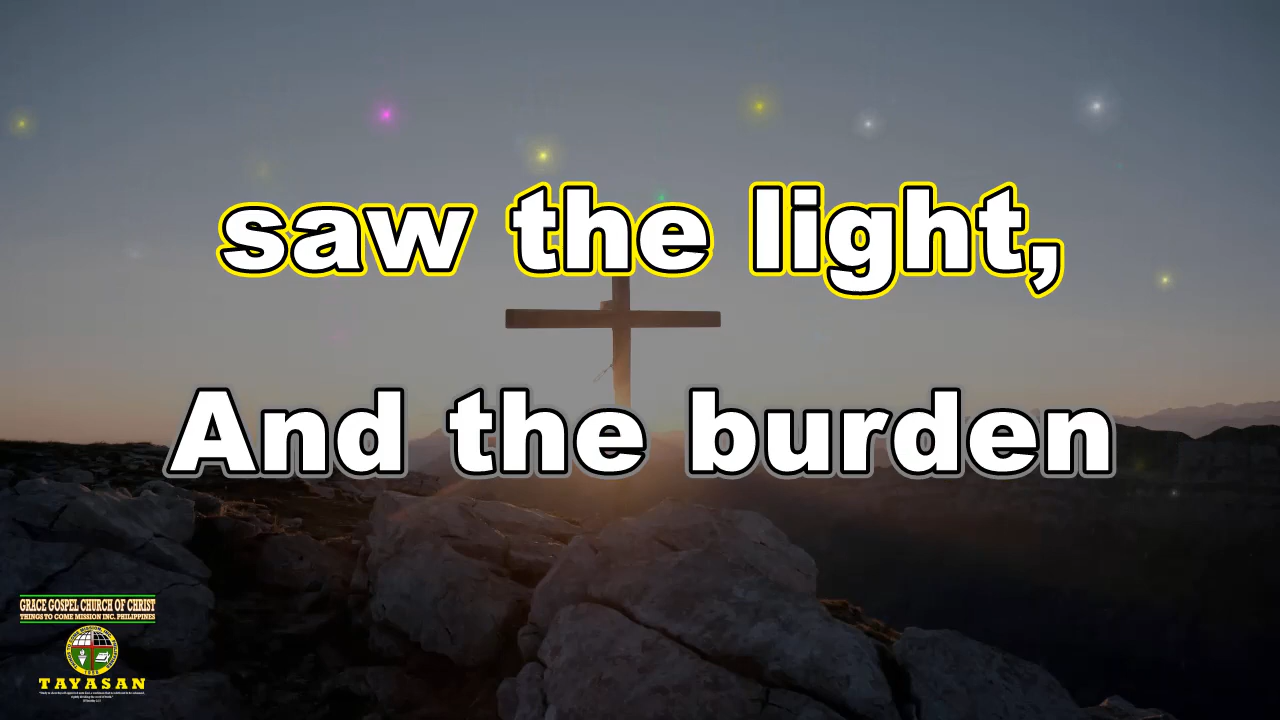 saw the light,
And the burden
GRACE GOSPEL CHURCH OF CHRIST
THINGS TO COME MISSION INC. PHILIPPINES
TAYASAN